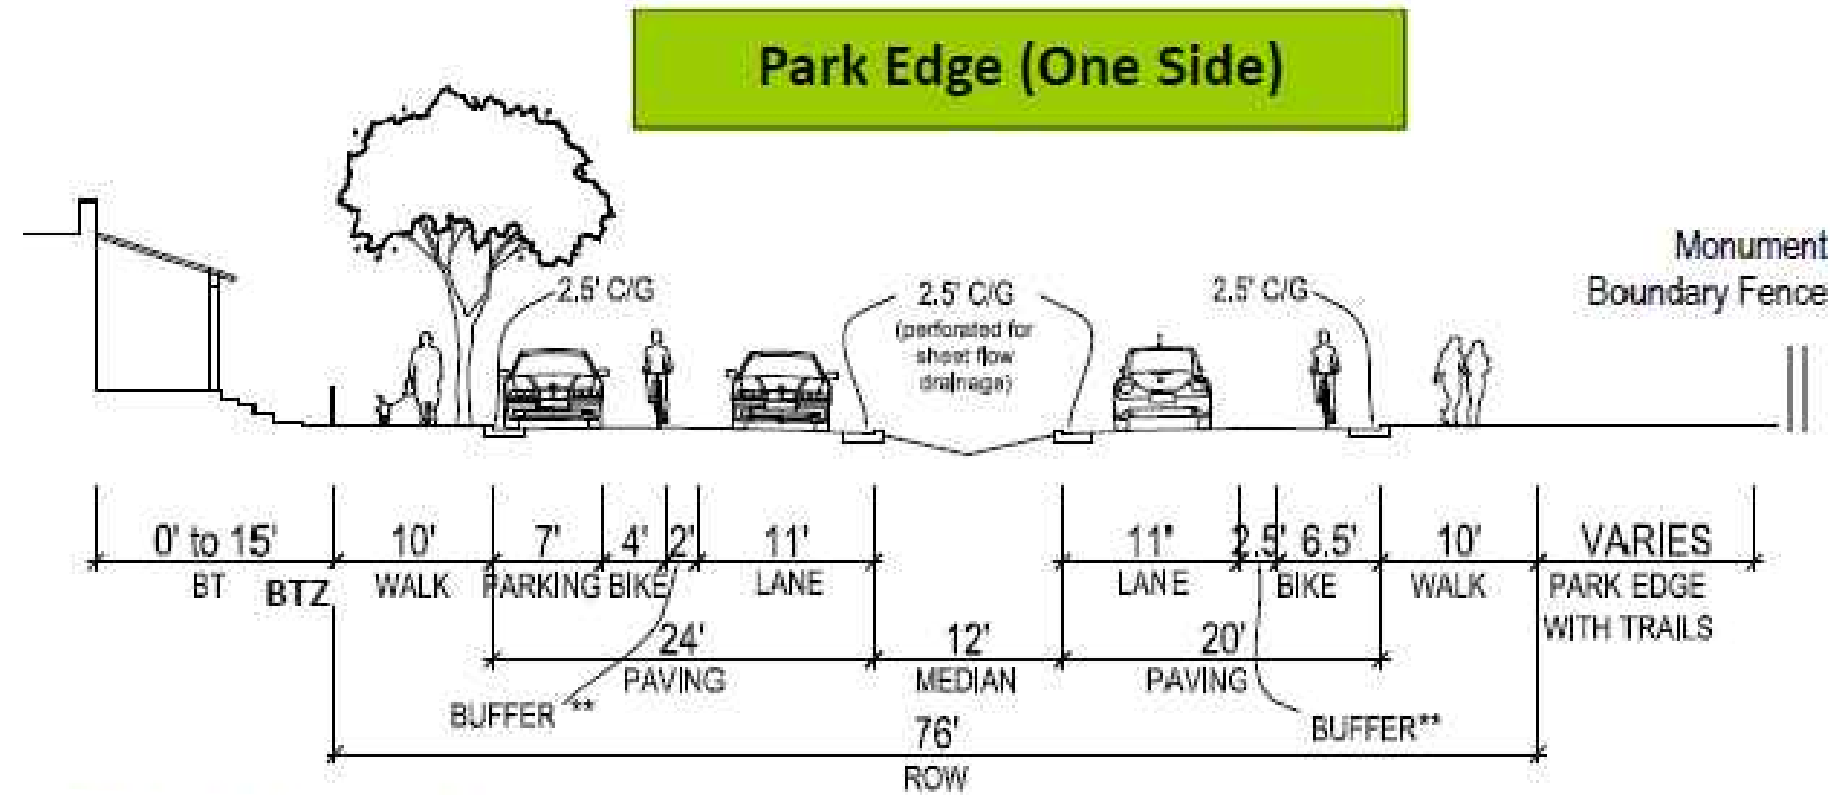 Park Edge (One Side)
Monument
Boundary Fence
2.5' C/G
2.5' C/G
(perforated for
sheet flow
drainage)
2.5' C/G
0' to 15' 10' 7' 4' 2' 11' 11' 2.5' 6.5' 10' VARIES
BT BTZ WALK PARKING BIKE LANE LANE BIKE WALK PARK EDGE
WITH TRAILS
24' 12' 20'
PAVING MEDIAN PAVING
BUFFER ** BUFFER**
76'
ROW